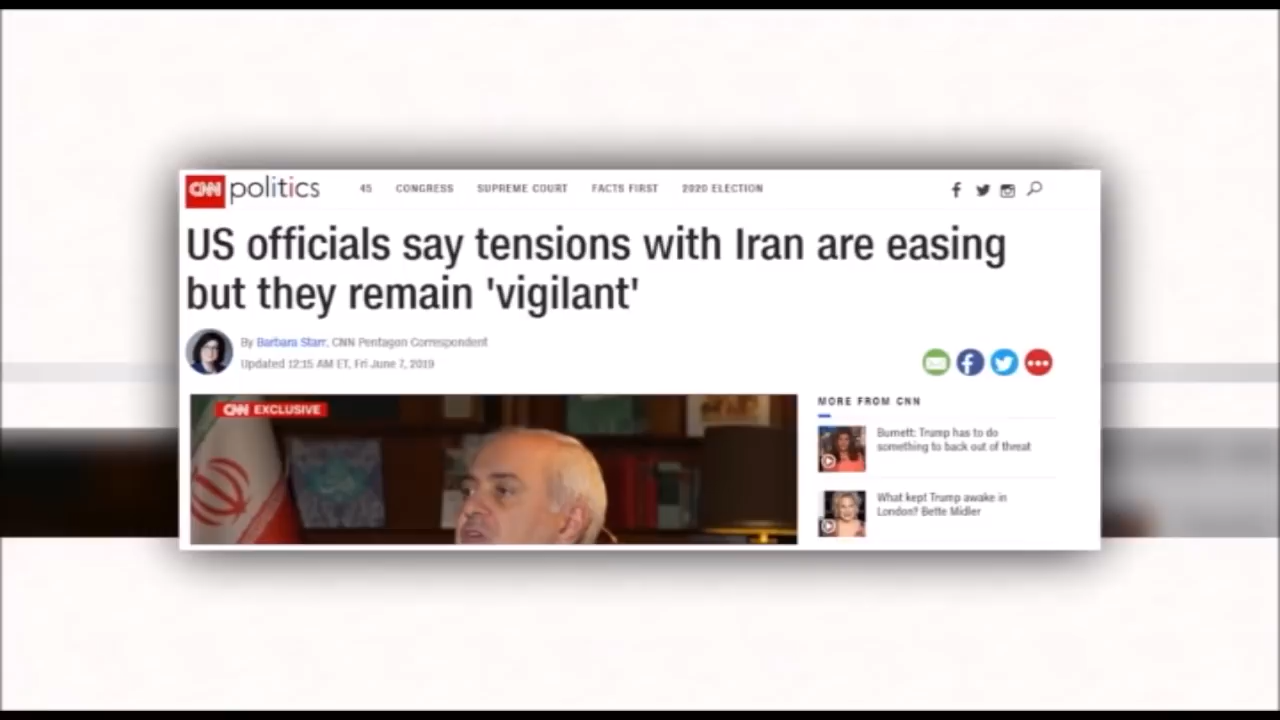 CNN politics 45 CONGRESS SUPREME COURT FACTS FIRST 2020 ELECTION
US officials say tensions with Iran are easing
but they remain 'vigilant'
By Barbara Starr, CNN Pentagon Correspondent
Updated 12:15 AM ET, Fri June 7, 2019
CNN EXCLUSIVE
MORE FROM CNN
Burnett: Trump has to do
something to back out of threat
What kept Trump awake in
London? Bette Midler